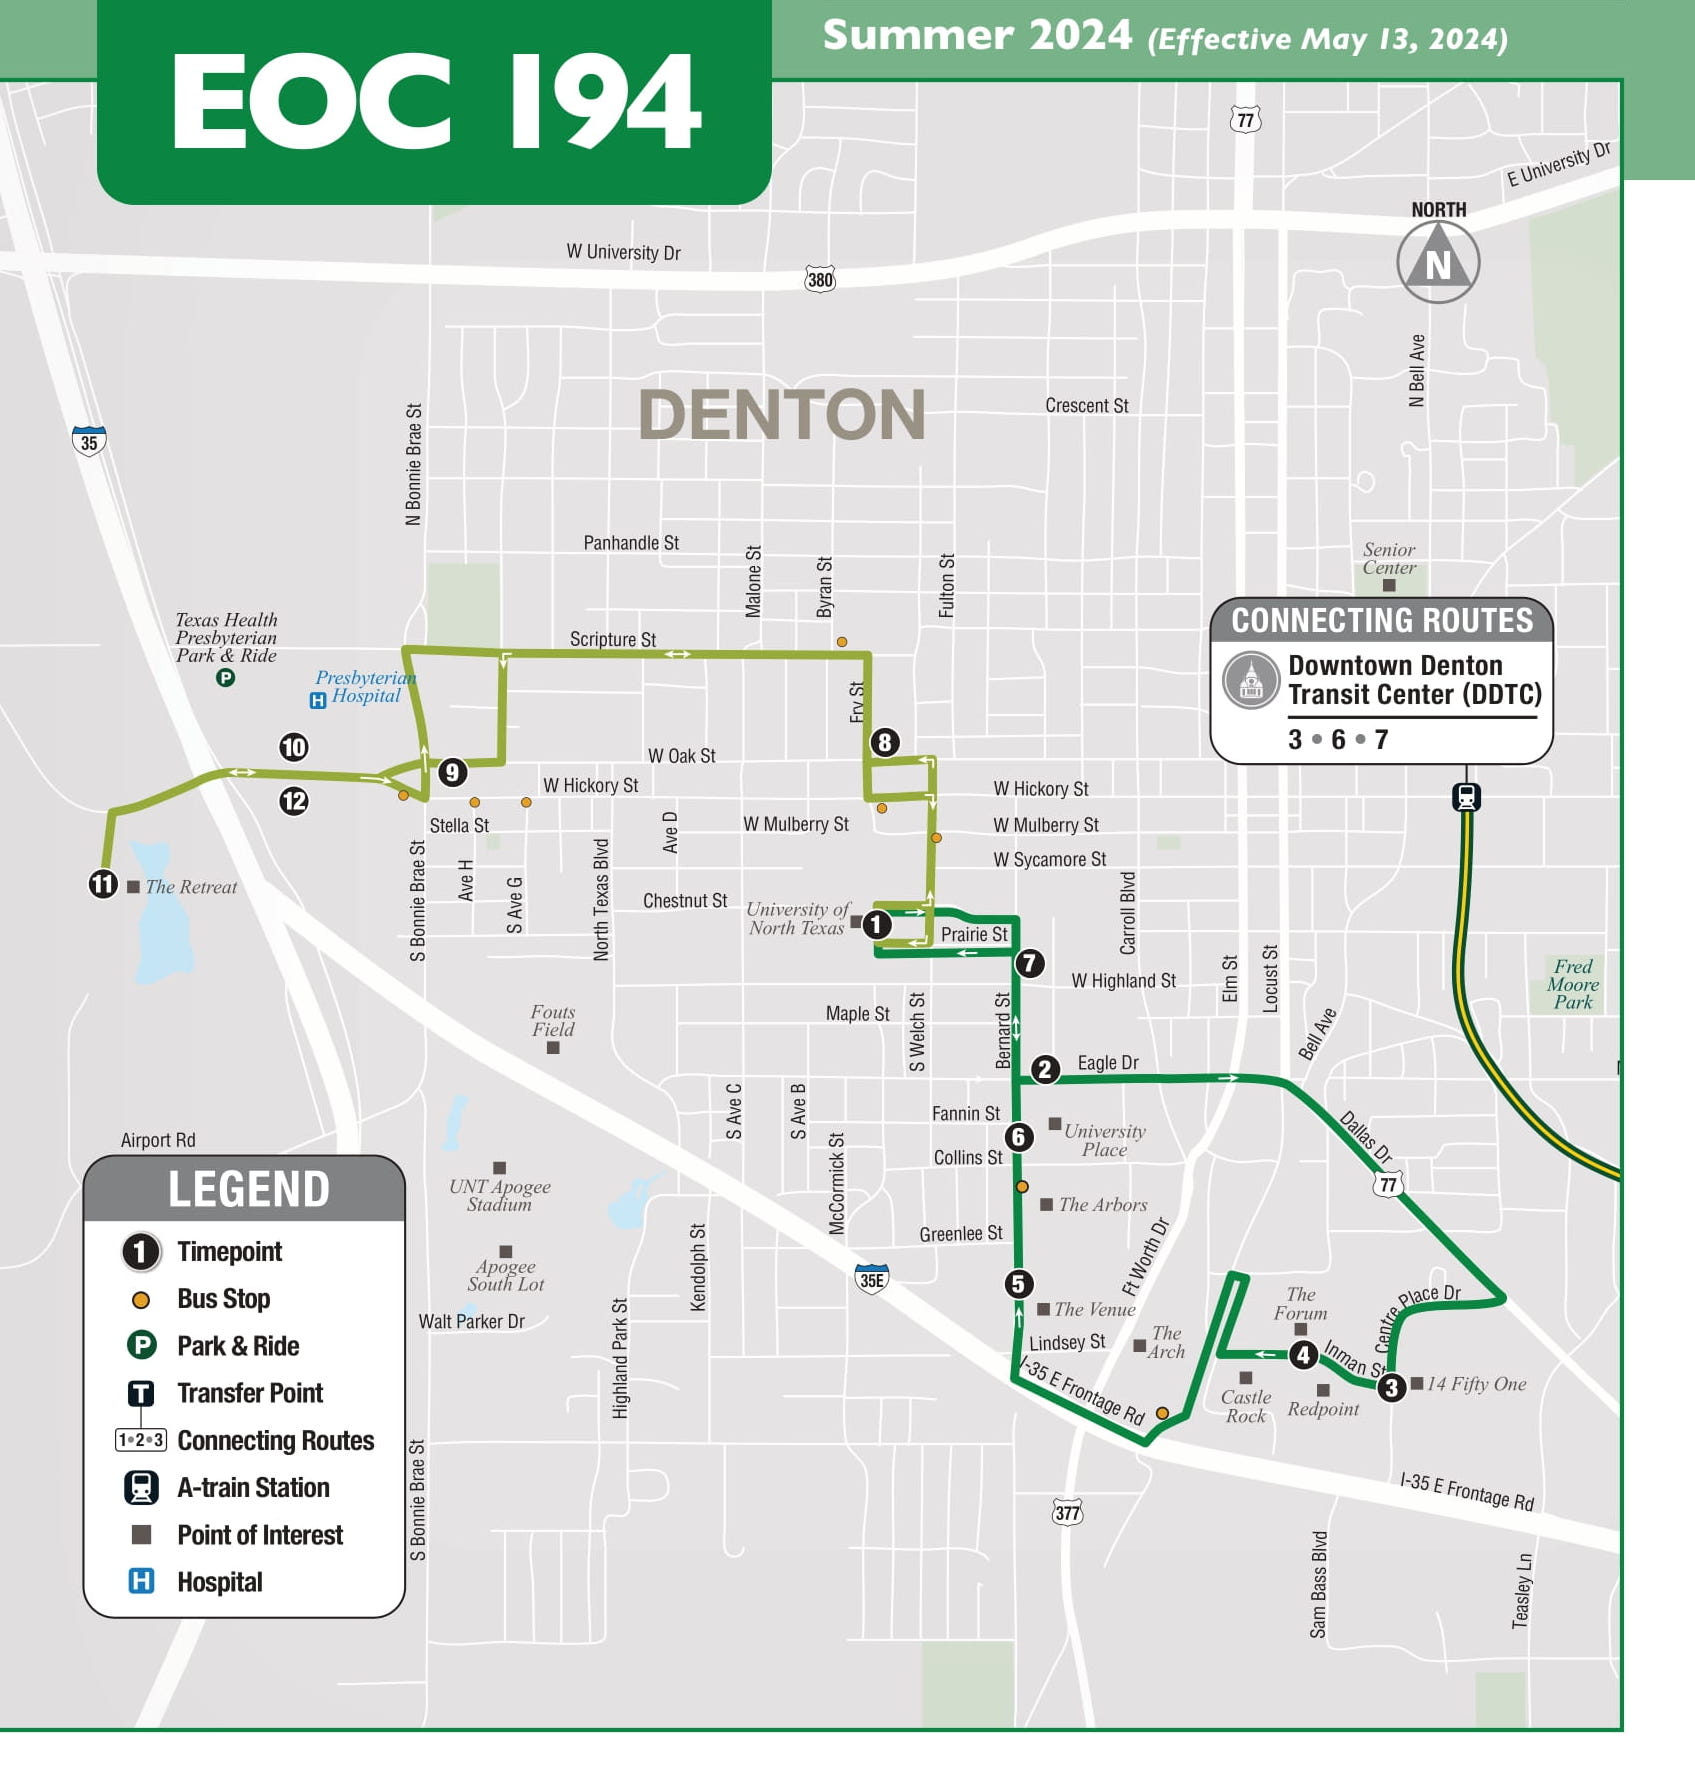 Summer 2024 (Effective May 13, 2024)
EOC 194
77
E University Dr
NORTH
N
W University Dr
380
N Bell Ave
DENTON
Crescent St
35
N Bonnie Brae St
Panhandle St
Malone St
Byran St
Fulton St
Senior
Center
CONNECTING ROUTES
Downtown Denton
Transit Center (DDTC)
3 • 6 • 7
Texas Health
Presbyterian
Park & Ride
P
Presbyterian
H Hospital
Scripture St
Fry St
8
10
W Oak St
9
W Hickory St
W Hickory St
12
Stella St
W Mulberry St
W Mulberry St
Ave D
W Sycamore St
11
The Retreat
S Bonnie Brae St
Ave H
S Ave G
North Texas Blvd
Chestnut St
University of
North Texas
1
Prairie St
7
Carroll Blvd
Elm St
Locust St
W Highland St
Fred
Moore
Park
Fouts
Field
Maple St
S Welch St
Bernard St
Bell Ave
2
Eagle Dr
S Ave C
S Ave B
Fannin St
6
University
Place
Dallas Dr
Airport Rd
McCormick St
Collins St
77
UNT Apogee
Stadium
The Arbors
Greenlee St
Kendolph St
Ft Worth Dr
Apogee
South Lot
35E
5
The Venue
The
Forum
Centre Place Dr
Walt Parker Dr
Highland Park St
Lindsey St
The
Arch
4
Inman St
3
14 Fifty One
I-35 E Frontage Rd
Castle
Rock
Redpoint
S Bonnie Brae St
I-35 E Frontage Rd
377
Sam Bass Blvd
Teasley Ln
LEGEND
1 Timepoint
Bus Stop
P Park & Ride
T Transfer Point
1•2•3 Connecting Routes
A-train Station
Point of Interest
H Hospital